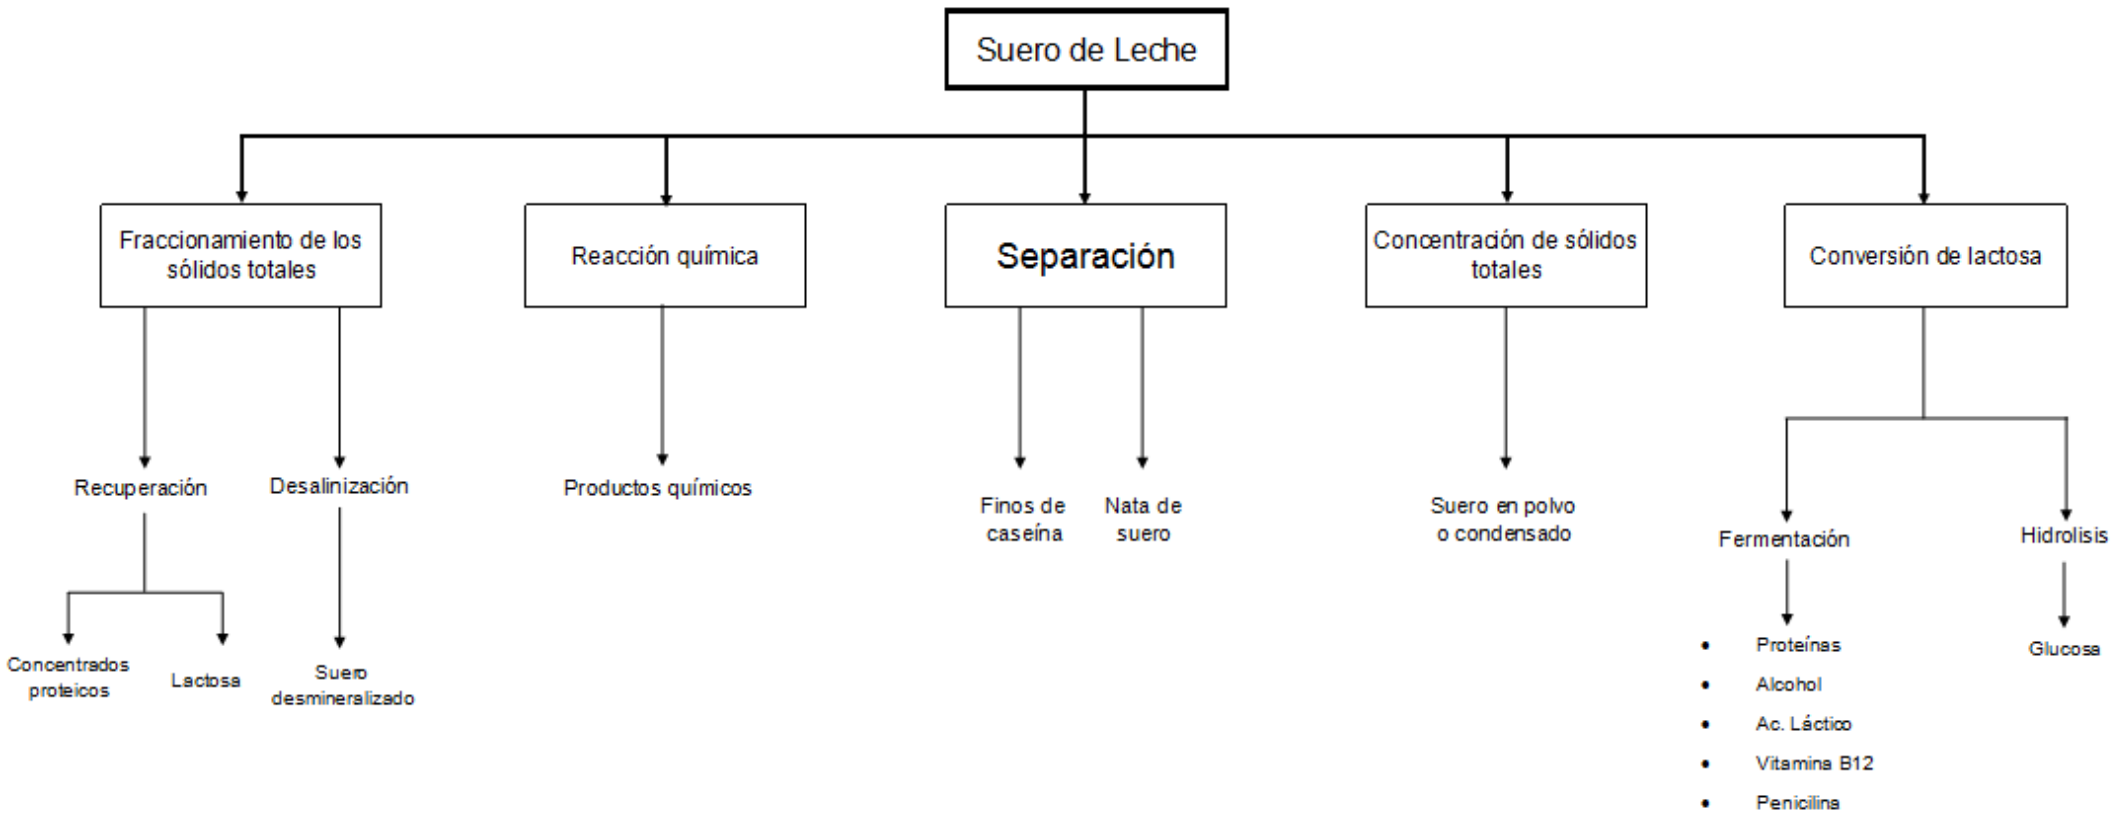 Suero de Leche
Fraccionamiento de los
sólidos totales
Reacción química
Separación
Concentración de sólidos
totales
Conversión de lactosa
Recuperación
Desalinización
Productos químicos
Finos de
caseína
Nata de
suero
Suero en polvo
o condensado
Fermentación
Hidrolisis
Concentrados
proteicos
Lactosa
Suero
desmineralizado
• Proteínas
• Alcohol
• Ac. Láctico
• Vitamina B12
• Penicilina
Glucosa